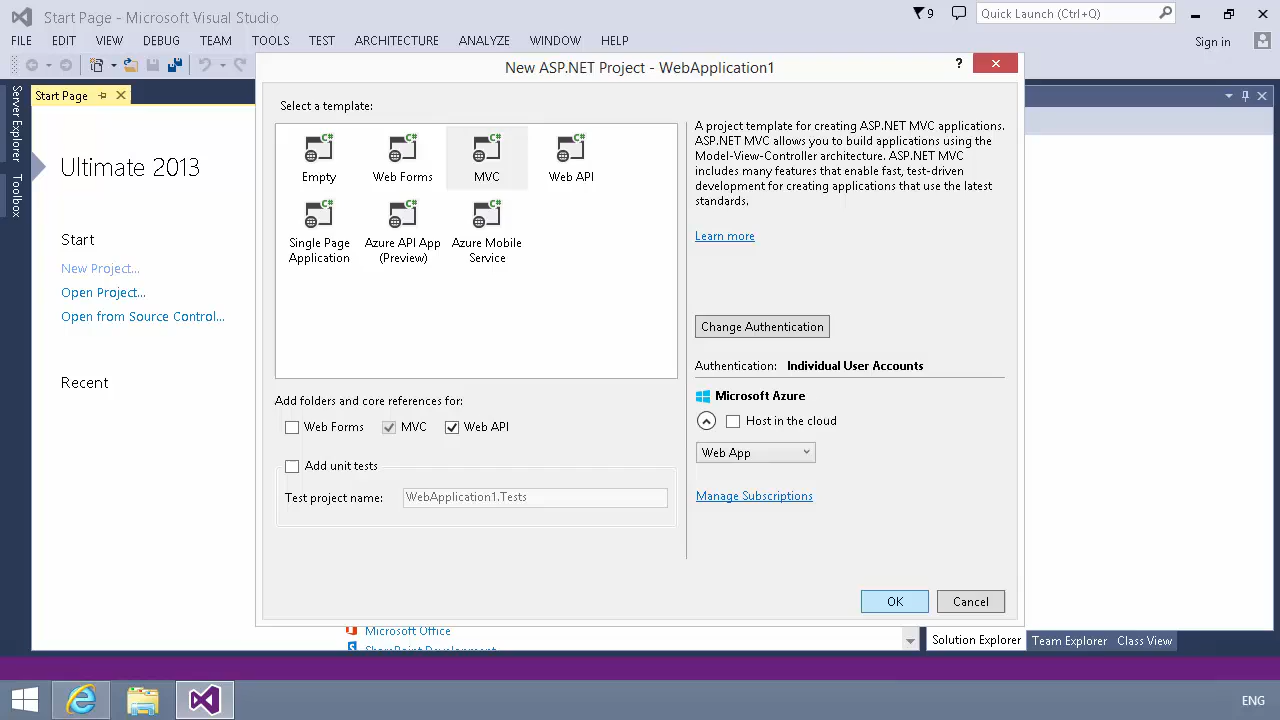 Start Page - Microsoft Visual Studio
9
Quick Launch (Ctrl+Q)
FILE EDIT VIEW DEBUG TEAM TOOLS TEST ARCHITECTURE ANALYZE WINDOW HELP
Sign in
New ASP.NET Project - WebApplication1
?
Server Explorer
Toolbox
Start Page
Ultimate 2013
Start
New Project...
Open Project...
Open from Source Control...
Recent
Select a template:
C# C# C# C#
Empty Web Forms MVC Web API
C# C# C#
Single Page Application
Azure API App (Preview)
Azure Mobile Service
A project template for creating ASP.NET MVC applications.
ASP.NET MVC allows you to build applications using the
Model-View-Controller architecture. ASP.NET MVC
includes many features that enable fast, test-driven
development for creating applications that use the latest
standards.
Learn more
Change Authentication
Authentication: Individual User Accounts
Microsoft Azure
Host in the cloud
Web App
Manage Subscriptions
Add folders and core references for:
Web Forms MVC Web API
Add unit tests
Test project name: WebApplication1.Tests
OK Cancel
Microsoft Office
SharePoint Development
Solution Explorer Team Explorer Class View
ENG